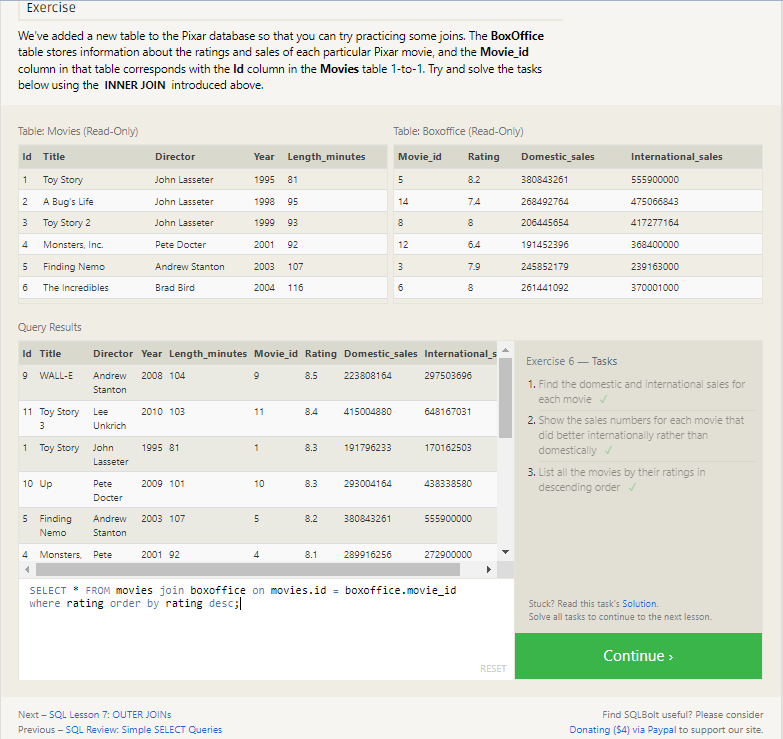 Exercise
We've added a new table to the Pixar database so that you can try practicing some joins. The BoxOffice
table stores information about the ratings and sales of each particular Pixar movie, and the Movie_id
column in that table corresponds with the Id column in the Movies table 1-to-1. Try and solve the tasks
below using the INNER JOIN introduced above.
Table: Movies (Read-Only)
Id Title Director Year Length_minutes
1 Toy Story John Lasseter 1995 81
2 A Bug's Life John Lasseter 1998 95
3 Toy Story 2 John Lasseter 1999 93
4 Monsters, Inc. Pete Docter 2001 92
5 Finding Nemo Andrew Stanton 2003 107
6 The Incredibles Brad Bird 2004 116
Table: Boxoffice (Read-Only)
Movie_id Rating Domestic_sales International_sales
5 8.2 380843261 555900000
14 7.4 268492764 475066843
8 8 206445654 417277164
12 6.4 191452396 368400000
3 7.9 245852179 239163000
6 8 261441092 370001000
Query Results
Id Title Director Year Length_minutes Movie_id Rating Domestic_sales International_s
9 WALL-E Andrew 2008 104 9 8.5 223808164 297503696
Stanton
11 Toy Story Lee 2010 103 11 8.4 415004880 648167031
3 Unkrich
1 Toy Story John 1995 81 1 8.3 191796233 170162503
Lasseter
10 Up Pete 2009 101 10 8.3 293004164 438338580
Docter
5 Finding Andrew 2003 107 5 8.2 380843261 555900000
Nemo Stanton
4 Monsters, Pete 2001 92 4 8.1 289916256 272900000
SELECT * FROM movies join boxoffice on movies.id = boxoffice.movie_id
where rating order by rating desc;
RESET
Exercise 6 — Tasks
1. Find the domestic and international sales for
each movie ✓
2. Show the sales numbers for each movie that
did better internationally rather than
domestically ✓
3. List all the movies by their ratings in
descending order ✓
Stuck? Read this task's Solution.
Solve all tasks to continue to the next lesson.
Continue ›
Next – SQL Lesson 7: OUTER JOINs
Previous – SQL Review: Simple SELECT Queries
Find SQLBolt useful? Please consider
Donating ($4) via Paypal to support our site.